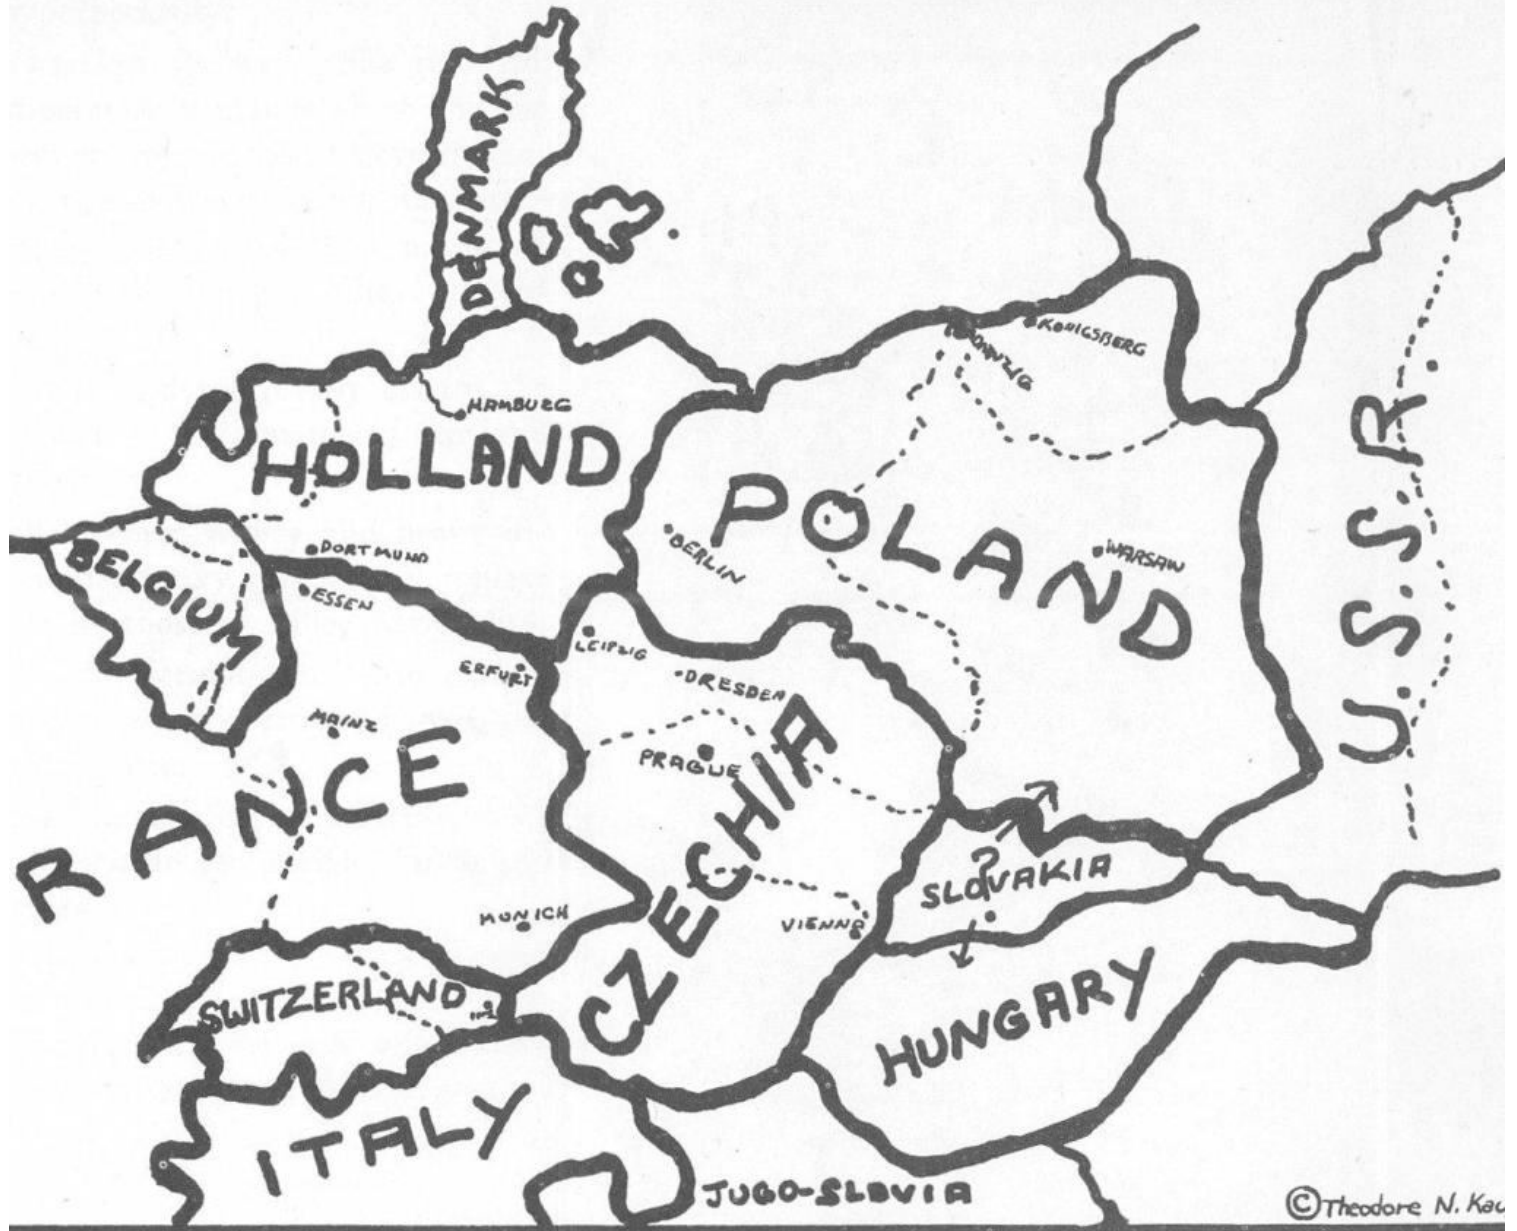 DENMARK
KONIGSBERG
DANZIG
HAMBURG
HOLLAND
POLAND
U.S.S.R.
BERLIN
WARSAW
DORTMUND
BELGIUM
ESSEN
LEIPZIG
ERFURT
DRESDEN
MAINZ
PRAGUE
RANCE
CZECHIA
?
SLOVAKIA
MUNICH
VIENNA
SWITZERLAND
HUNGARY
ITALY
JUGO-SLAVIA
© Theodore N. Kau